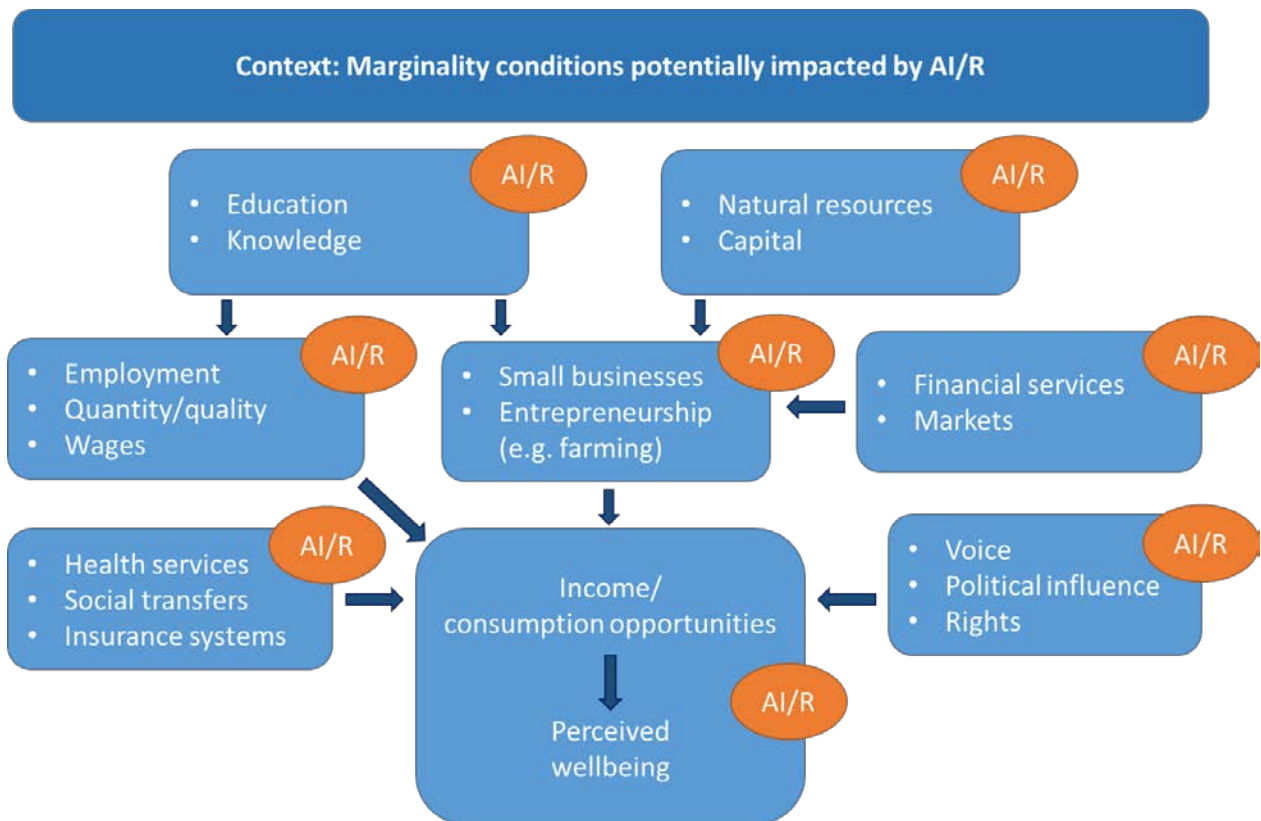 Context: Marginality conditions potentially impacted by AI/R
AI/R
• Education
• Knowledge
AI/R
• Natural resources
• Capital
AI/R
• Employment
• Quantity/quality
• Wages
AI/R
• Small businesses
• Entrepreneurship
(e.g. farming)
AI/R
• Financial services
• Markets
AI/R
• Health services
• Social transfers
• Insurance systems
Income/
consumption opportunities
AI/R
Perceived
wellbeing
AI/R
• Voice
• Political influence
• Rights